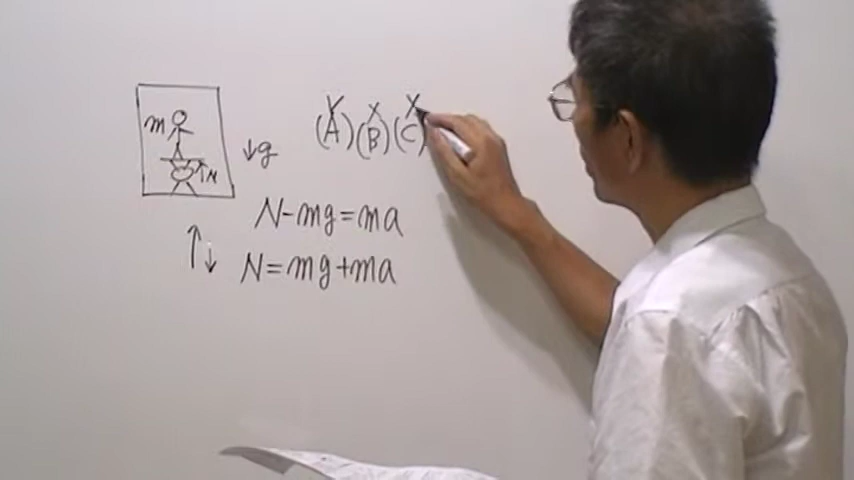 X X X
(A) (B) (C)
m
↓g
N
N-mg=ma
↑↓ N=mg+ma